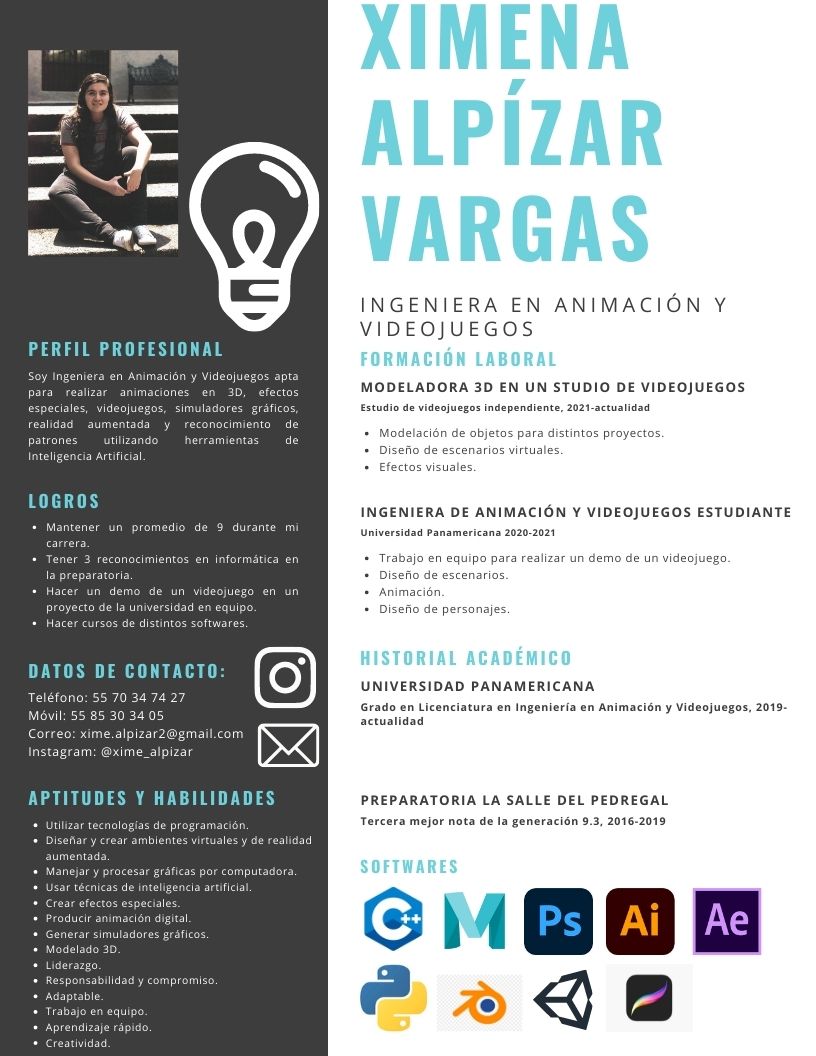 XIMENA
ALPÍZAR
VARGAS
INGENIERA EN ANIMACIÓN Y
VIDEOJUEGOS
PERFIL PROFESIONAL
Soy Ingeniera en Animación y Videojuegos apta
para realizar animaciones en 3D, efectos
especiales, videojuegos, simuladores gráficos,
realidad aumentada y reconocimiento de
patrones utilizando herramientas de
Inteligencia Artificial.
LOGROS
• Mantener un promedio de 9 durante mi
carrera.
• Tener 3 reconocimientos en informática en
la preparatoria.
• Hacer un demo de un videojuego en un
proyecto de la universidad en equipo.
• Hacer cursos de distintos softwares.
DATOS DE CONTACTO:
Teléfono: 55 70 34 74 27
Móvil: 55 85 30 34 05
Correo: xime.alpizar2@gmail.com
Instagram: @xime_alpizar
APTITUDES Y HABILIDADES
• Utilizar tecnologías de programación.
• Diseñar y crear ambientes virtuales y de realidad
aumentada.
• Manejar y procesar gráficas por computadora.
• Usar técnicas de inteligencia artificial.
• Crear efectos especiales.
• Producir animación digital.
• Generar simuladores gráficos.
• Modelado 3D.
• Liderazgo.
• Responsabilidad y compromiso.
• Adaptable.
• Trabajo en equipo.
• Aprendizaje rápido.
• Creatividad.
FORMACIÓN LABORAL
MODELADORA 3D EN UN STUDIO DE VIDEOJUEGOS
Estudio de videojuegos independiente, 2021-actualidad
• Modelación de objetos para distintos proyectos.
• Diseño de escenarios virtuales.
• Efectos visuales.
INGENIERA DE ANIMACIÓN Y VIDEOJUEGOS ESTUDIANTE
Universidad Panamericana 2020-2021
• Trabajo en equipo para realizar un demo de un videojuego.
• Diseño de escenarios.
• Animación.
• Diseño de personajes.
HISTORIAL ACADÉMICO
UNIVERSIDAD PANAMERICANA
Grado en Licenciatura en Ingeniería en Animación y Videojuegos, 2019-
actualidad
PREPARATORIA LA SALLE DEL PEDREGAL
Tercera mejor nota de la generación 9.3, 2016-2019
SOFTWARES
C++
Ps
Ai
Ae